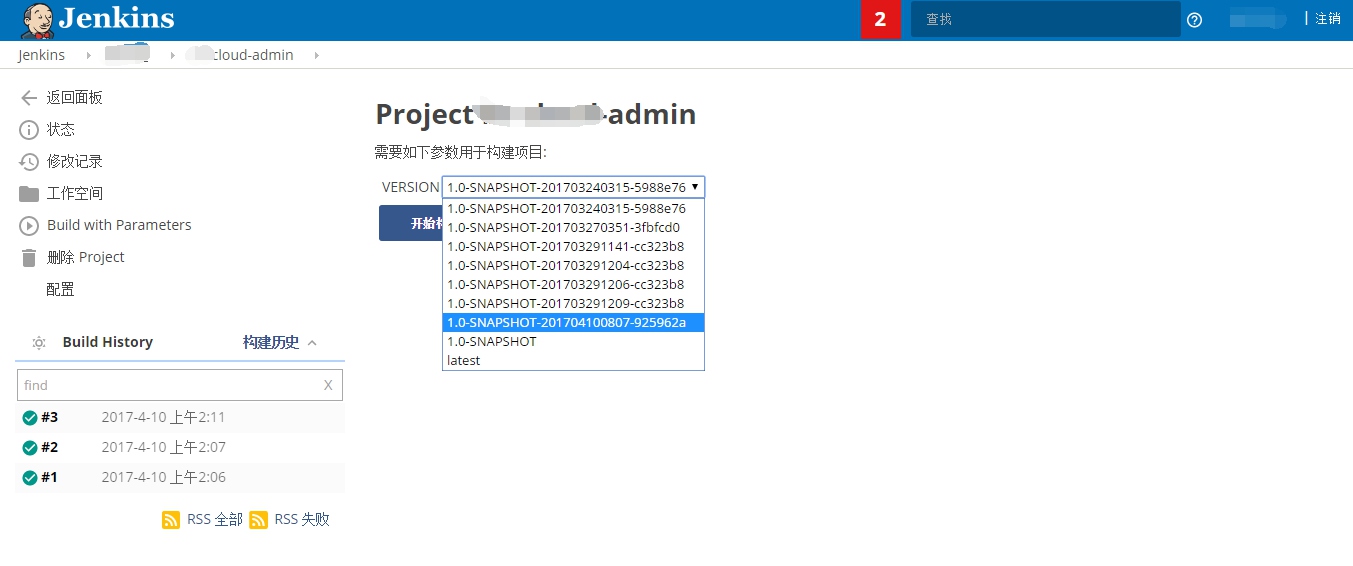 Jenkins
2
查找
注销
Jenkins
cloud-admin
返回面板
状态
修改记录
工作空间
Build with Parameters
删除 Project
配置
Build History 构建历史
find X
#3 2017-4-10 上午2:11
#2 2017-4-10 上午2:07
#1 2017-4-10 上午2:06
RSS 全部 RSS 失败
Project -admin
需要如下参数用于构建项目:
VERSION 1.0-SNAPSHOT-201703240315-5988e76
开始
1.0-SNAPSHOT-201703240315-5988e76
1.0-SNAPSHOT-201703270351-3fbfcd0
1.0-SNAPSHOT-201703291141-cc323b8
1.0-SNAPSHOT-201703291204-cc323b8
1.0-SNAPSHOT-201703291206-cc323b8
1.0-SNAPSHOT-201703291209-cc323b8
1.0-SNAPSHOT-201704100807-925962a
1.0-SNAPSHOT
latest